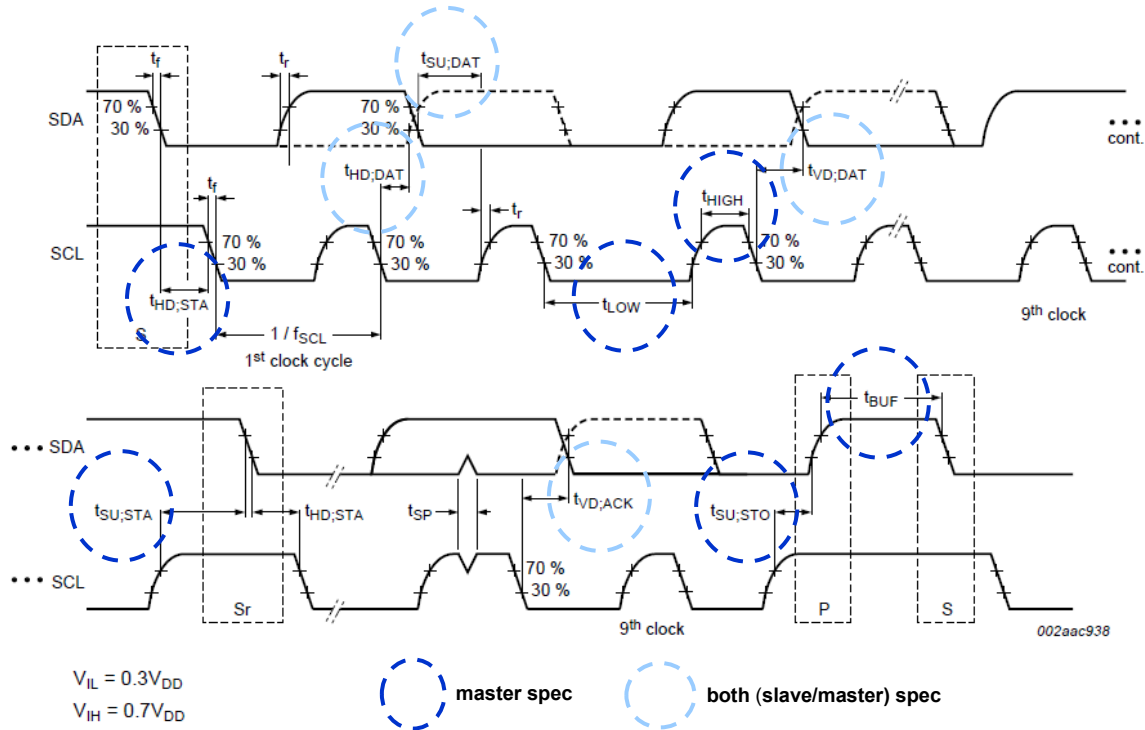 tf
tr
tSU;DAT
70 %
30 %
70 %
30 %
SDA
cont.
tHD;DAT
tVD;DAT
tf
tHIGH
tr
70 %
30 %
70 %
30 %
70 %
30 %
70 %
30 %
SCL
cont.
tHD;STA
tLOW
S
1 / fSCL
1st clock cycle
9th clock
tBUF
SDA
tSU;STA
tHD;STA
tSP
tVD;ACK
tSU;STO
70 %
30 %
SCL
Sr
P
S
9th clock
002aac938
VIL = 0.3VDD
VIH = 0.7VDD
master spec
both (slave/master) spec